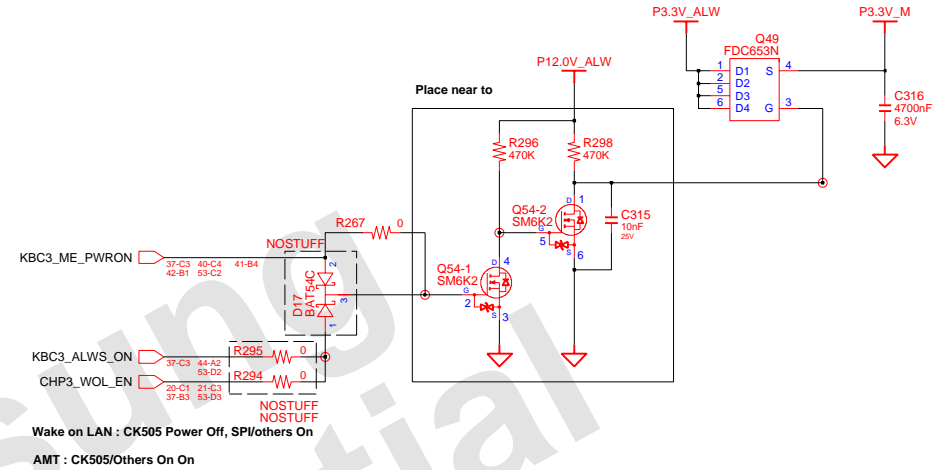 P3.3V_ALW
P3.3V_M
Q49
FDC653N
1 D1 S 4
2 D2
5 D3
6 D4 G 3
C316
4700nF
6.3V
P12.0V_ALW
Place near to
R296
470K
R298
470K
R267 0
Q54-2
SM6K2
D 1
G
5
S
6
C315
10nF
25V
NOSTUFF
KBC3_ME_PWRON
37-C3 40-C4 41-B4
42-B1 53-C2
2
D17
BAT54C
3
1
Q54-1
SM6K2
D 4
G
2
S
3
KBC3_ALWS_ON
37-C3 44-A2
53-D2
R295 0
CHP3_WOL_EN
20-C1 21-C3
37-B3 53-D3
R294 0
NOSTUFF
NOSTUFF
Wake on LAN : CK505 Power Off, SPI/others On
AMT : CK505/Others On On
sung
tial